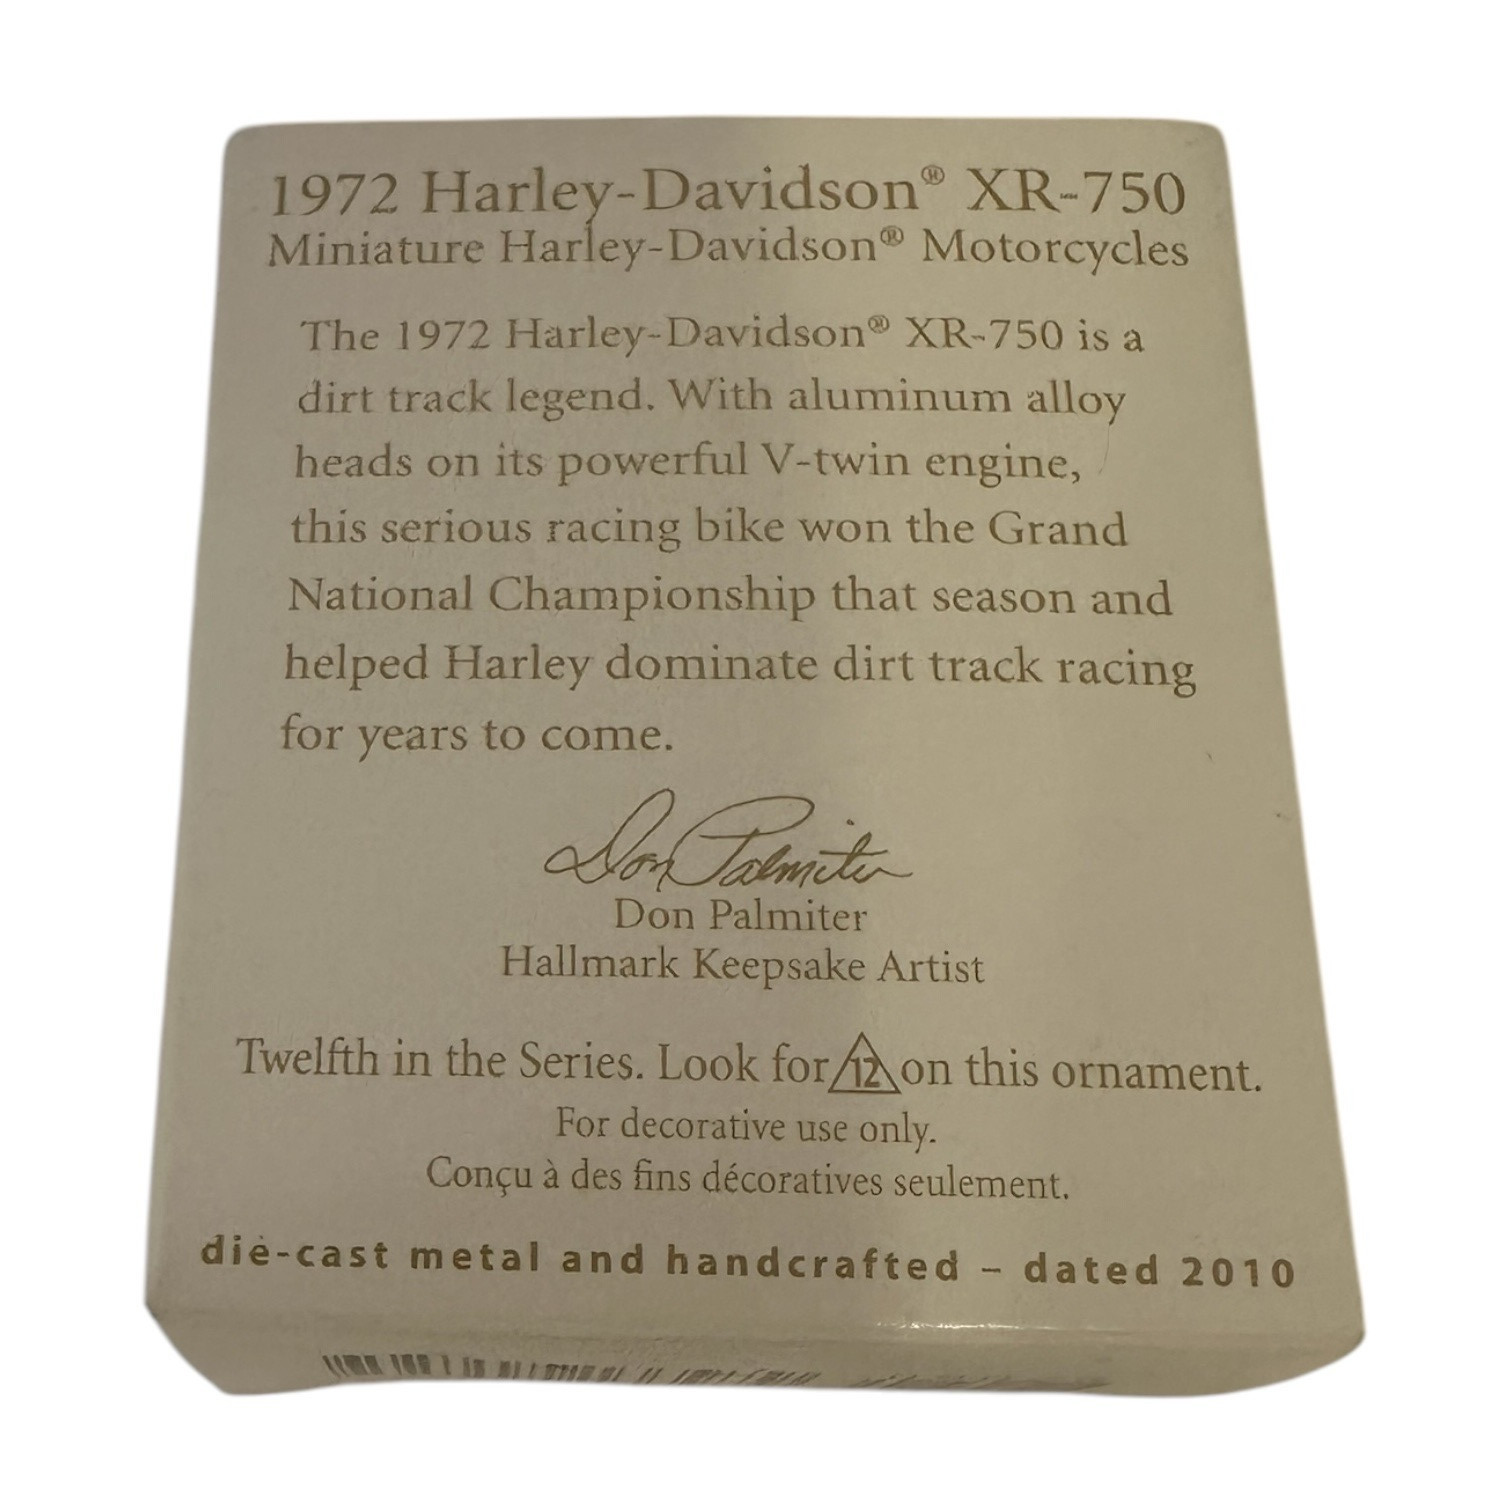 1972 Harley-Davidson® XR-750
Miniature Harley-Davidson® Motorcycles
The 1972 Harley-Davidson® XR-750 is a
dirt track legend. With aluminum alloy
heads on its powerful V-twin engine,
this serious racing bike won the Grand
National Championship that season and
helped Harley dominate dirt track racing
for years to come.
Don Palmiter
Don Palmiter
Hallmark Keepsake Artist
Twelfth in the Series. Look for 12 on this ornament.
For decorative use only.
Conçu à des fins décoratives seulement.
die-cast metal and handcrafted – dated 2010